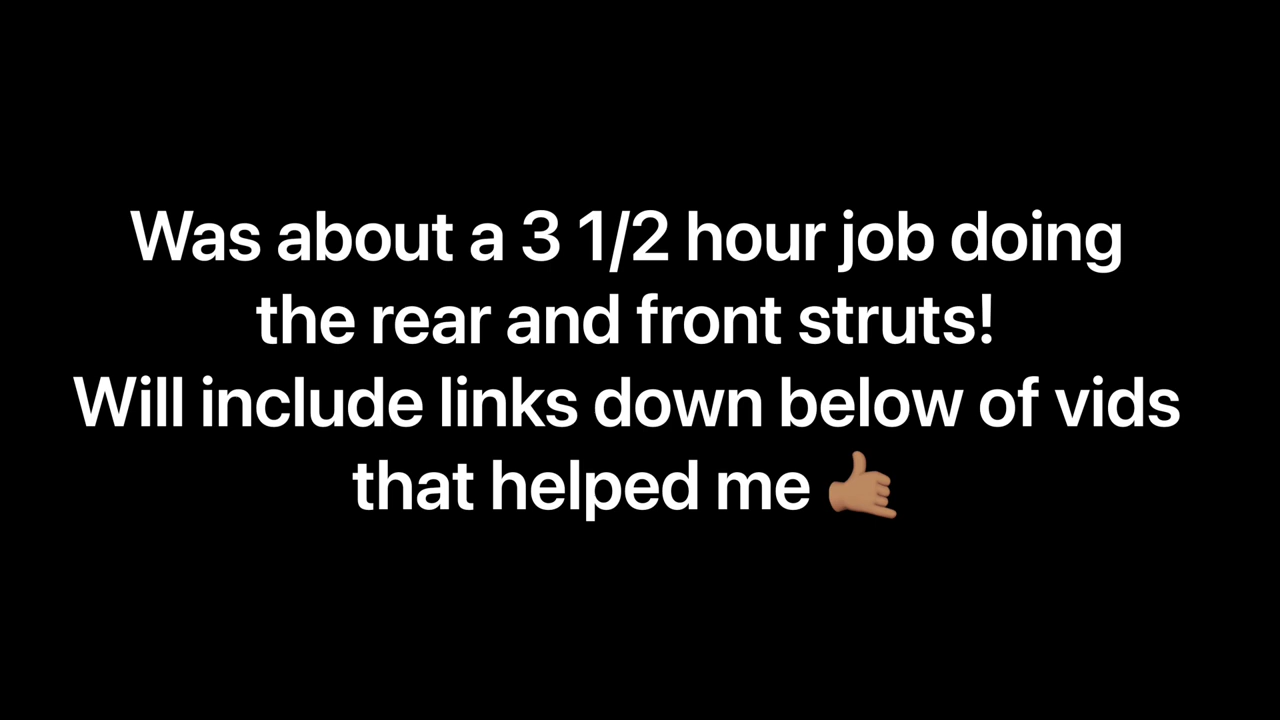 Was about a 3 1/2 hour job doing
the rear and front struts!
Will include links down below of vids
that helped me 🤙🏽